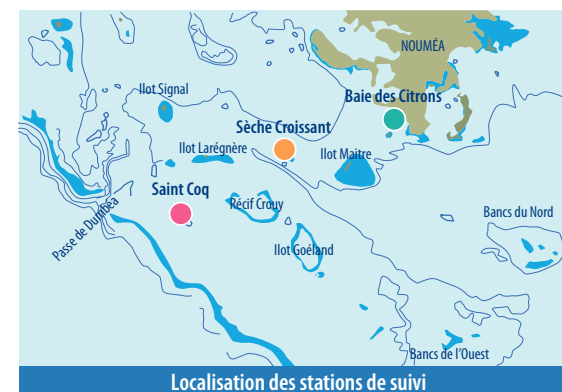 NOUMÉA
Ilot Signal
Baie des Citrons
Sèche Croissant
Ilot Larégnère
Ilot Maitre
Saint Coq
Récif Crouy
Passe de Dumbéa
Bancs du Nord
Ilot Goéland
Bancs de l'Ouest
Localisation des stations de suivi